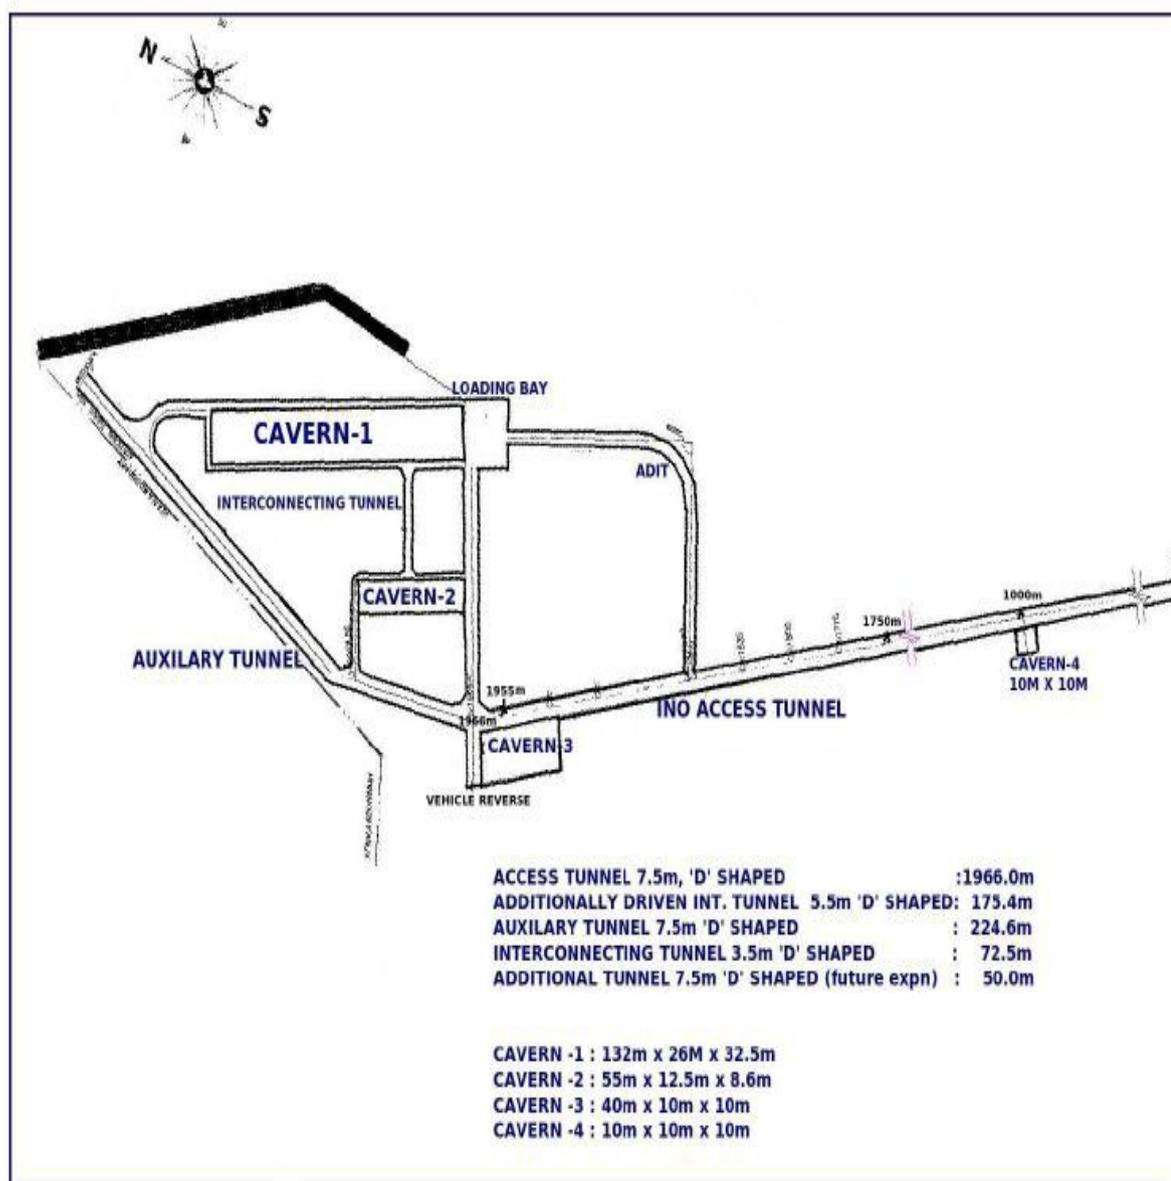 N
S
LOADING BAY
CAVERN-1
ADIT
INTERCONNECTING TUNNEL
CAVERN-2
1000m
1750m
AUXILARY TUNNEL
CAVERN-4
10M X 10M
1955m
INO ACCESS TUNNEL
1966m
CAVERN-3
VEHICLE REVERSE
ACCESS TUNNEL 7.5m, 'D' SHAPED :1966.0m
ADDITIONALLY DRIVEN INT. TUNNEL 5.5m 'D' SHAPED: 175.4m
AUXILARY TUNNEL 7.5m 'D' SHAPED : 224.6m
INTERCONNECTING TUNNEL 3.5m 'D' SHAPED : 72.5m
ADDITIONAL TUNNEL 7.5m 'D' SHAPED (future expn) : 50.0m
CAVERN -1 : 132m x 26M x 32.5m
CAVERN -2 : 55m x 12.5m x 8.6m
CAVERN -3 : 40m x 10m x 10m
CAVERN -4 : 10m x 10m x 10m